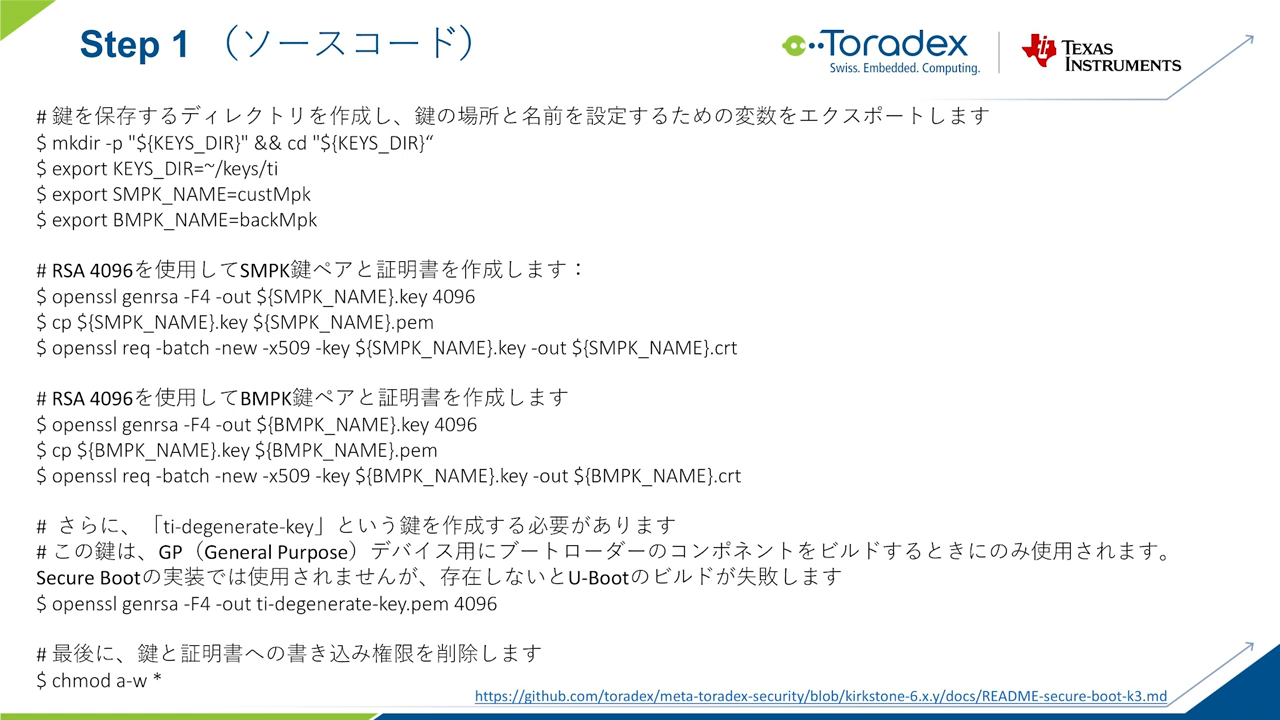 Step 1 （ソースコード）
Toradex
Swiss. Embedded. Computing.
TEXAS
INSTRUMENTS
# 鍵を保存するディレクトリを作成し、鍵の場所と名前を設定するための変数をエクスポートします
$ mkdir -p "${KEYS_DIR}" && cd "${KEYS_DIR}“
$ export KEYS_DIR=~/keys/ti
$ export SMPK_NAME=custMpk
$ export BMPK_NAME=backMpk
# RSA 4096を使用してSMPK鍵ペアと証明書を作成します：
$ openssl genrsa -F4 -out ${SMPK_NAME}.key 4096
$ cp ${SMPK_NAME}.key ${SMPK_NAME}.pem
$ openssl req -batch -new -x509 -key ${SMPK_NAME}.key -out ${SMPK_NAME}.crt
# RSA 4096を使用してBMPK鍵ペアと証明書を作成します
$ openssl genrsa -F4 -out ${BMPK_NAME}.key 4096
$ cp ${BMPK_NAME}.key ${BMPK_NAME}.pem
$ openssl req -batch -new -x509 -key ${BMPK_NAME}.key -out ${BMPK_NAME}.crt
# さらに、「ti-degenerate-key」という鍵を作成する必要があります
# この鍵は、GP（General Purpose）デバイス用にブートローダーのコンポネントをビルドするときにのみ使用されます。
Secure Bootの実装では使用されませんが、存在しないとU-Bootのビルドが失敗します
$ openssl genrsa -F4 -out ti-degenerate-key.pem 4096
# 最後に、鍵と証明書への書き込み権限を削除します
$ chmod a-w *
https://github.com/toradex/meta-toradex-security/blob/kirkstone-6.x.y/docs/README-secure-boot-k3.md